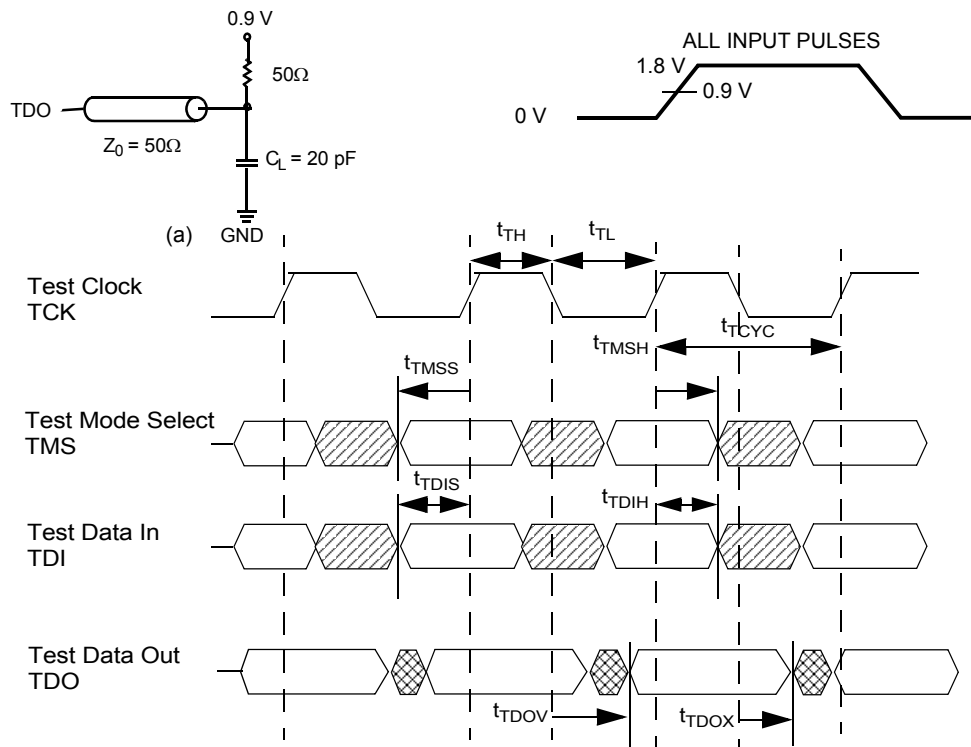 0.9 V
50Ω
TDO
Z0 = 50Ω
CL = 20 pF
(a)
GND
ALL INPUT PULSES
1.8 V
0.9 V
0 V
tTH
tTL
Test Clock
TCK
tTCYC
tTMSH
tTMSS
Test Mode Select
TMS
tTDIS
tTDIH
Test Data In
TDI
Test Data Out
TDO
tTDOV
tTDOX